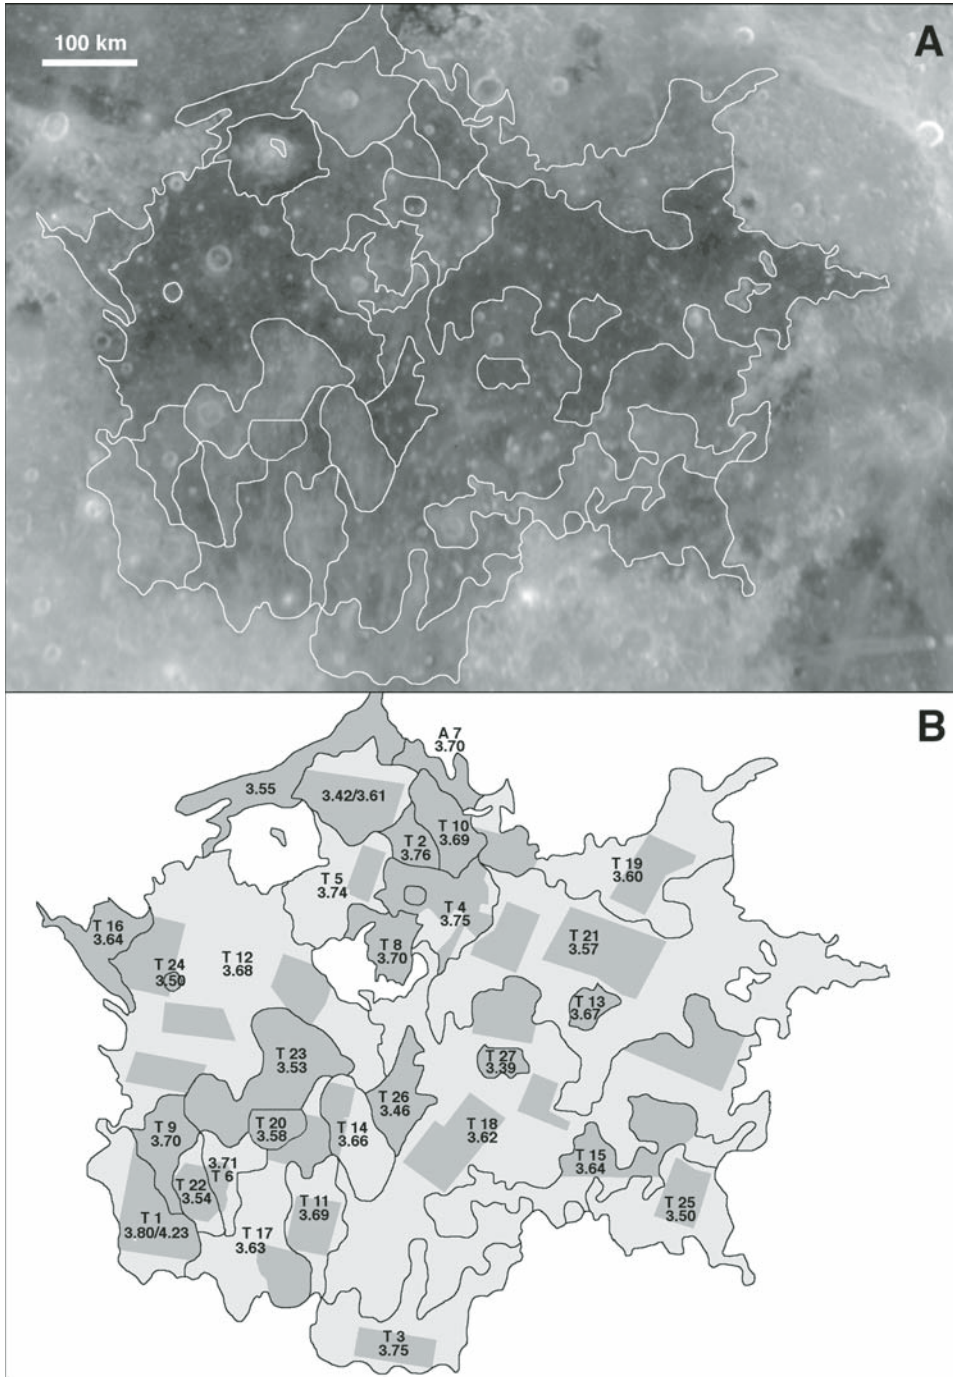 100 km
A
B
A 7
3.70
3.55
3.42/3.61
T 10
3.69
T 2
3.76
T 19
3.60
T 5
3.74
T 4
3.75
T 16
3.64
T 12
3.68
T 8
3.70
T 21
3.57
T 24
3.50
T 13
3.67
T 23
3.53
T 27
3.39
T 26
3.46
T 9
3.70
T 20
3.58
T 14
3.66
T 18
3.62
3.71
T 6
T 15
3.64
T 22
3.54
T 11
3.69
T 25
3.50
T 1
3.80/4.23
T 17
3.63
T 3
3.75